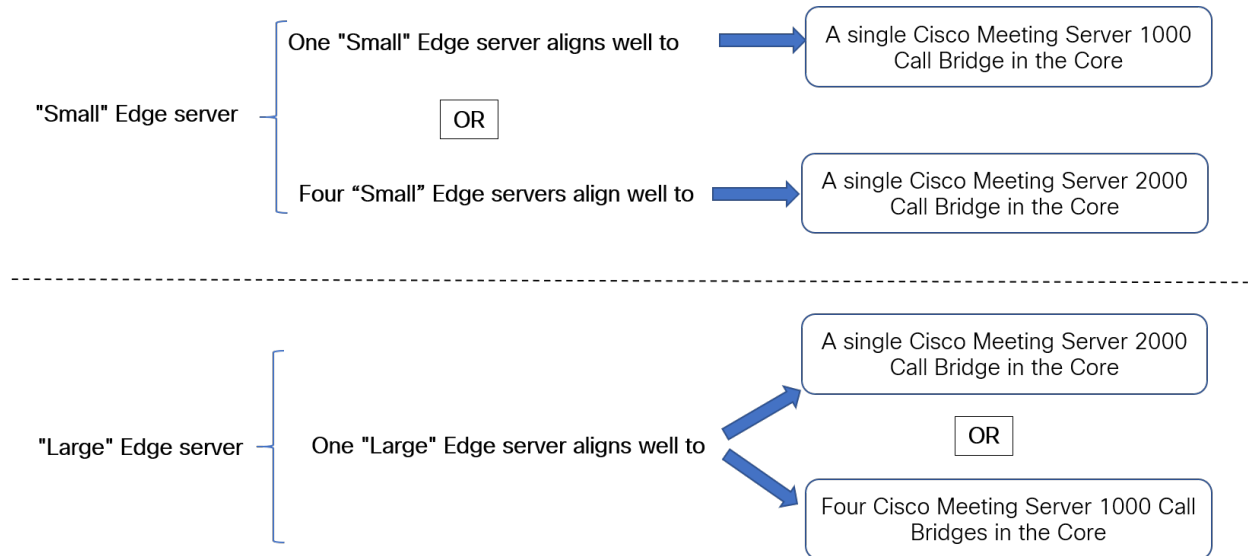 One "Small" Edge server aligns well to
A single Cisco Meeting Server 1000
Call Bridge in the Core
"Small" Edge server
OR
Four “Small” Edge servers align well to
A single Cisco Meeting Server 2000
Call Bridge in the Core
A single Cisco Meeting Server 2000
Call Bridge in the Core
"Large" Edge server
One "Large" Edge server aligns well to
OR
Four Cisco Meeting Server 1000 Call
Bridges in the Core